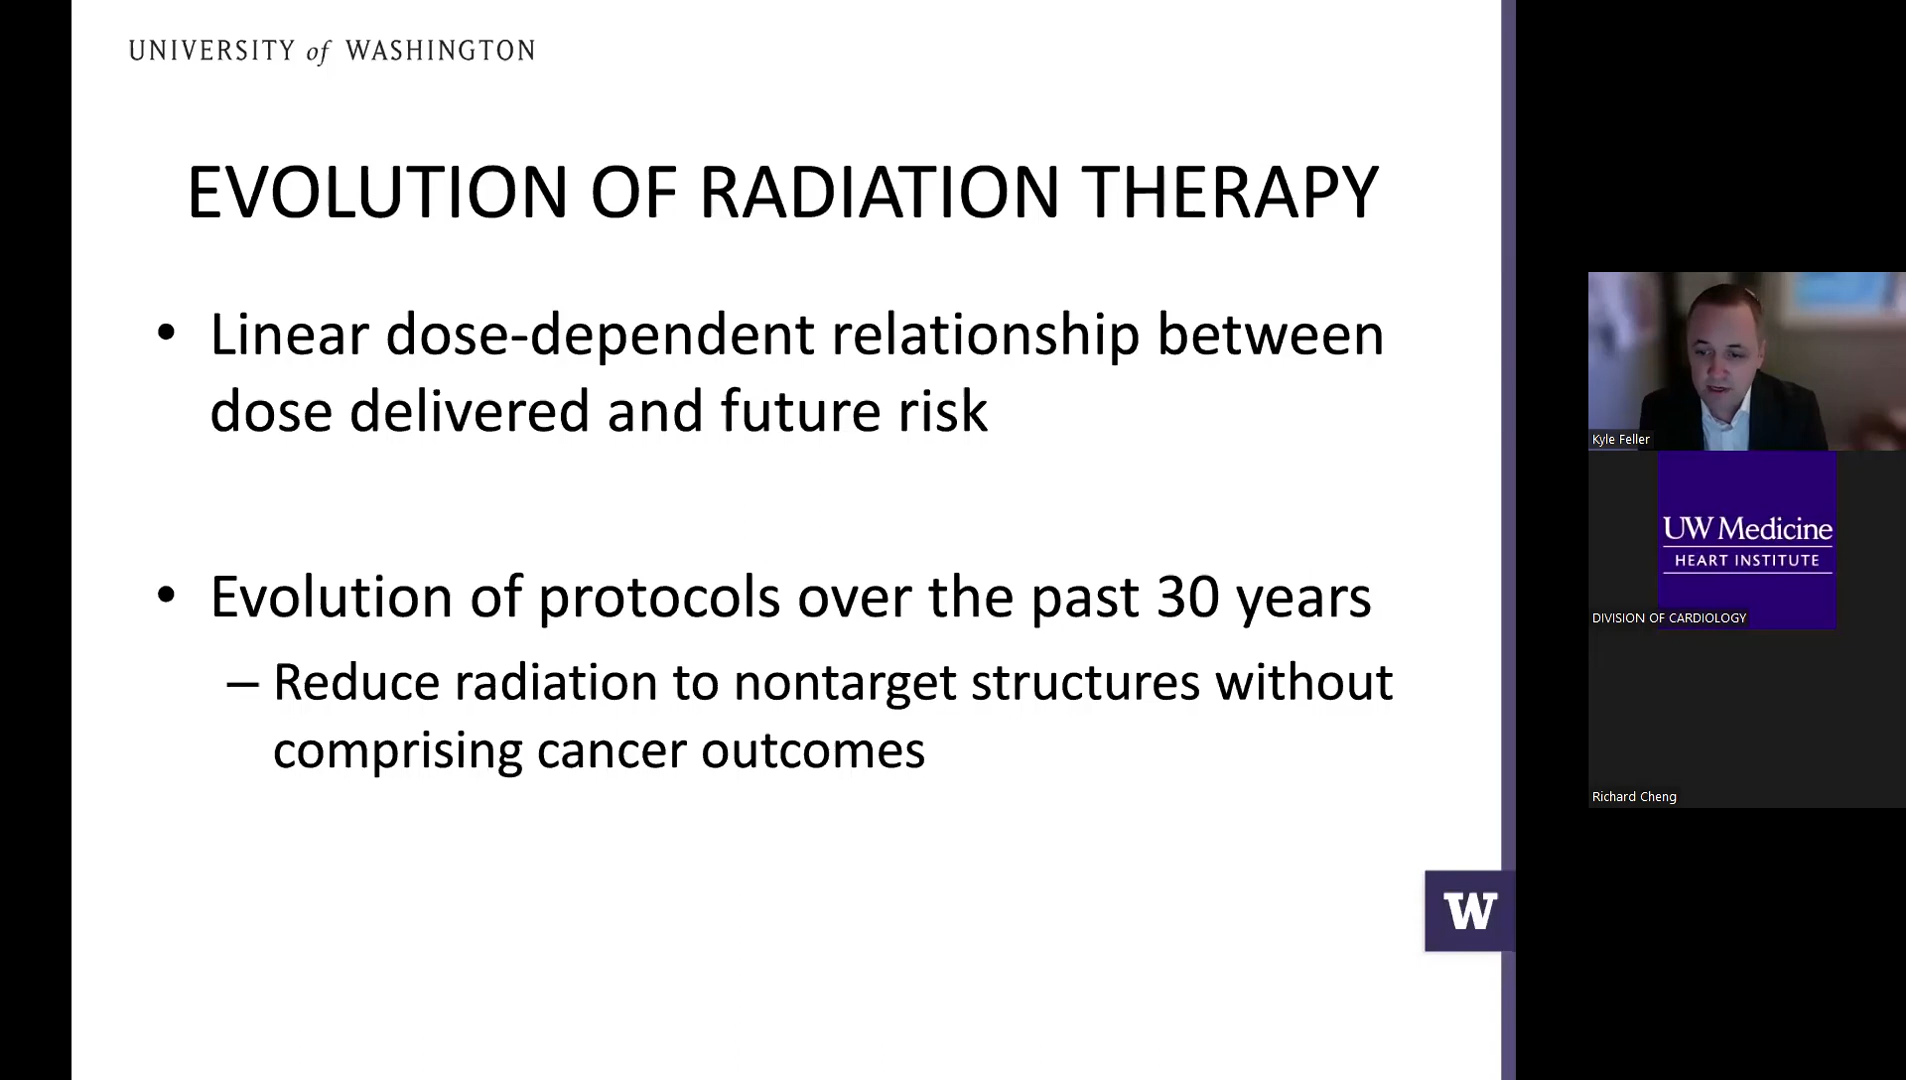 UNIVERSITY of WASHINGTON
EVOLUTION OF RADIATION THERAPY
• Linear dose-dependent relationship between
dose delivered and future risk
• Evolution of protocols over the past 30 years
– Reduce radiation to nontarget structures without
comprising cancer outcomes
W
Kyle Feller
UW Medicine
HEART INSTITUTE
DIVISION OF CARDIOLOGY
Richard Cheng